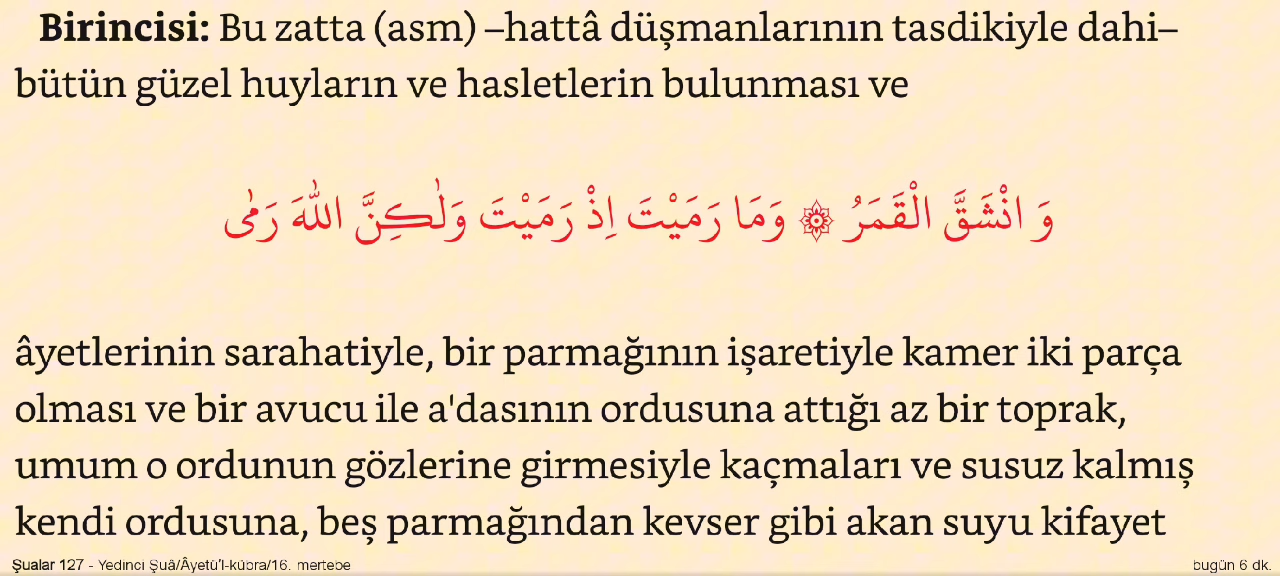 Birincisi: Bu zatta (asm) –hattâ düşmanlarının tasdikiyle dahi–
bütün güzel huyların ve hasletlerin bulunması ve
وَ انْشَقَّ الْقَمَرُ ۞ وَمَا رَمَيْتَ اِذْ رَمَيْتَ وَلٰكِنَّ اللّٰهَ رَمٰى
âyetlerinin sarahatiyle, bir parmağının işaretiyle kamer iki parça
olması ve bir avucu ile a'dasının ordusuna attığı az bir toprak,
umum o ordunun gözlerine girmesiyle kaçmaları ve susuz kalmış
kendi ordusuna, beş parmağından kevser gibi akan suyu kifayet
Şualar 127 - Yedinci Şuâ/Âyetü'l-kübra/16. mertebe
bugün 6 dk.